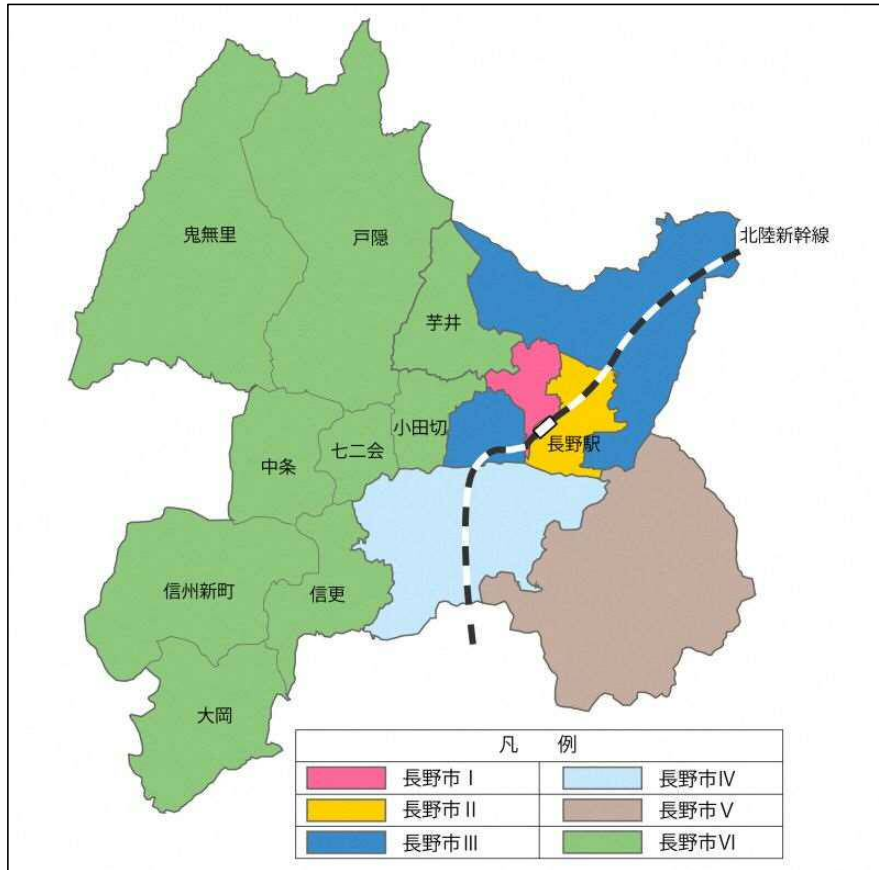 北陸新幹線
鬼無里
戸隠
芋井
小田切
長野駅
七二会
中条
信州新町
信更
大岡
凡 例
長野市Ⅰ
長野市Ⅳ
長野市Ⅱ
長野市Ⅴ
長野市Ⅲ
長野市Ⅵ